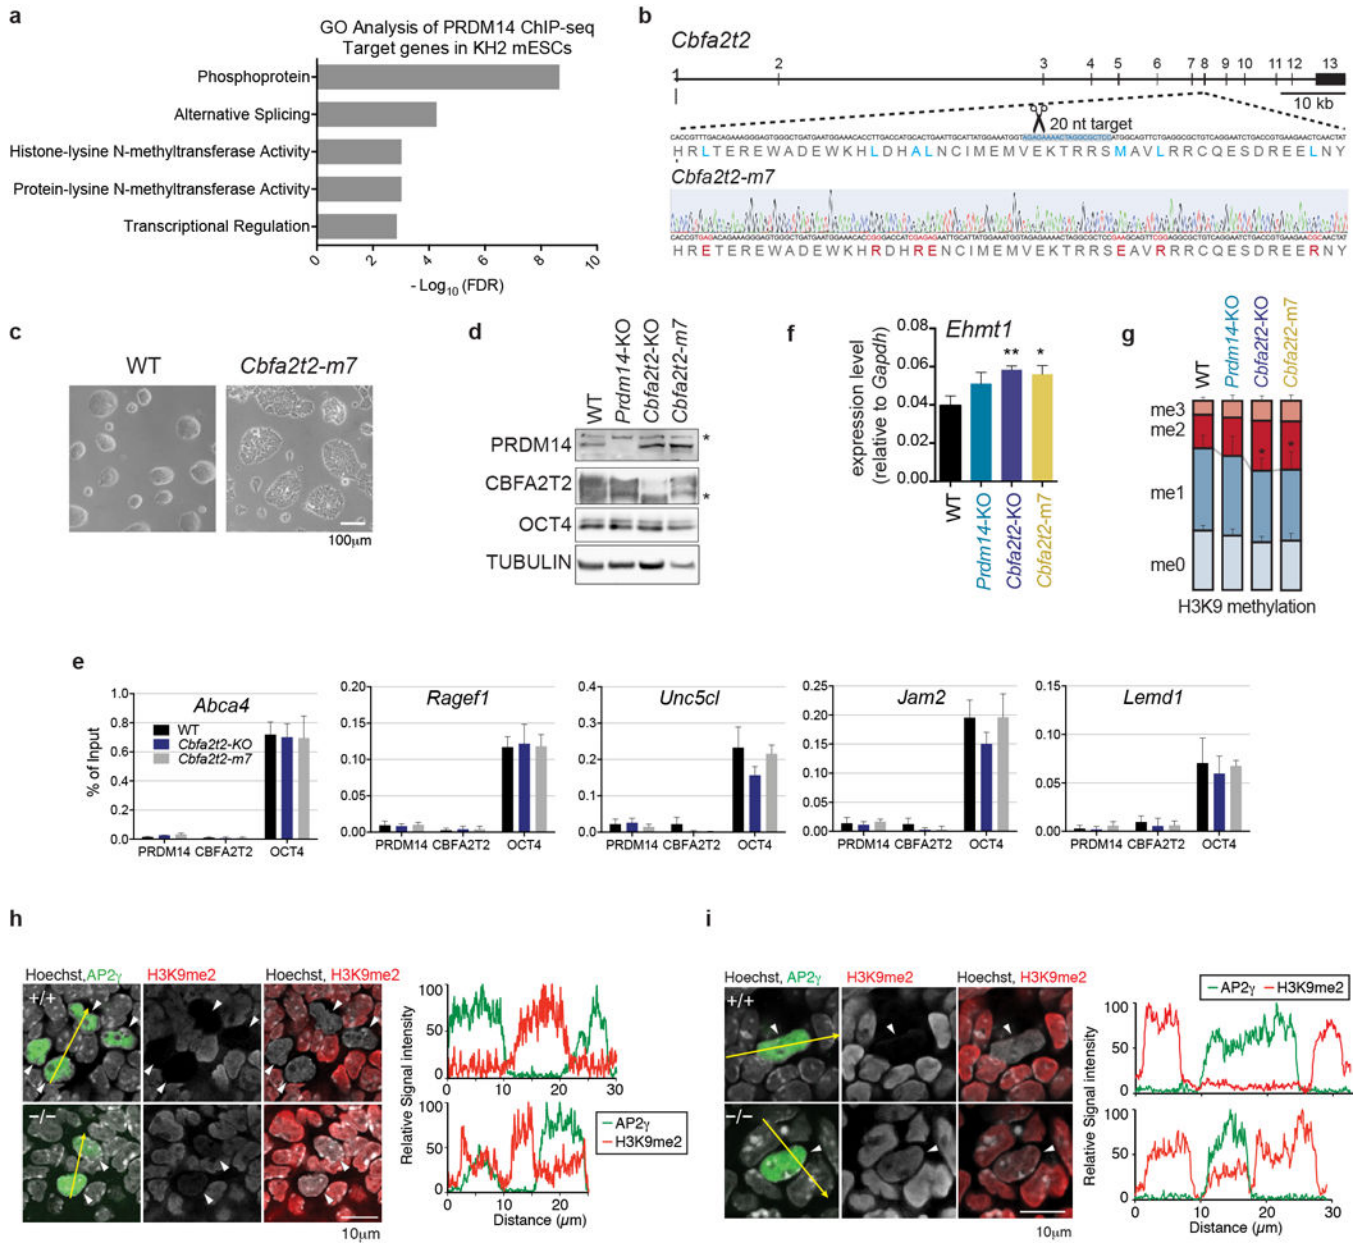 a
GO Analysis of PRDM14 ChIP-seq
Target genes in KH2 mESCs
Phosphoprotein
Alternative Splicing
Histone-lysine N-methyltransferase Activity
Protein-lysine N-methyltransferase Activity
Transcriptional Regulation
0 2 4 6 8 10
- Log10 (FDR)
b
Cbfa2t2
1 2 3 4 5 6 7 8 9 10 11 12 13
10 kb
20 nt target
HRLTEREWADEWKHLDHALNCIMEMVEKTRRSMAVLRRCQESDREELNY
Cbfa2t2-m7
HRETEREWADEWKHRDHRENCIMEMVEKTRRSEAVRRRCQESDREERNY
c
WT Cbfa2t2-m7
100μm
d
WT Prdm14-KO Cbfa2t2-KO Cbfa2t2-m7
PRDM14 *
CBFA2T2 *
OCT4
TUBULIN
f
Ehmt1
expression level
(relative to Gapdh)
0.08
0.06
0.04
0.02
0.00
** *
WT Prdm14-KO Cbfa2t2-KO Cbfa2t2-m7
g
WT Prdm14-KO Cbfa2t2-KO Cbfa2t2-m7
me3
me2
* *
me1
me0
H3K9 methylation
e
% of Input
Abca4
WT
Cbfa2t2-KO
Cbfa2t2-m7
1.0
0.8
0.6
0.4
0.2
0.0
PRDM14 CBFA2T2 OCT4
Ragef1
0.20
0.15
0.10
0.05
0.00
PRDM14 CBFA2T2 OCT4
Unc5cl
0.4
0.3
0.2
0.1
0.0
PRDM14 CBFA2T2 OCT4
Jam2
0.25
0.20
0.15
0.10
0.05
0.00
PRDM14 CBFA2T2 OCT4
Lemd1
0.15
0.10
0.05
0.00
PRDM14 CBFA2T2 OCT4
h
Hoechst,AP2γ H3K9me2 Hoechst, H3K9me2
+/+
−/−
10μm
Relative Signal intensity
100
50
0
0 10 20 30
100
50
0
0 10 20
Distance (μm)
AP2γ
H3K9me2
i
Hoechst, AP2γ H3K9me2 Hoechst, H3K9me2
+/+
−/−
10μm
AP2γ H3K9me2
Relative Signal intensity
100
50
0
100
50
0
0 10 20 30
Distance (μm)